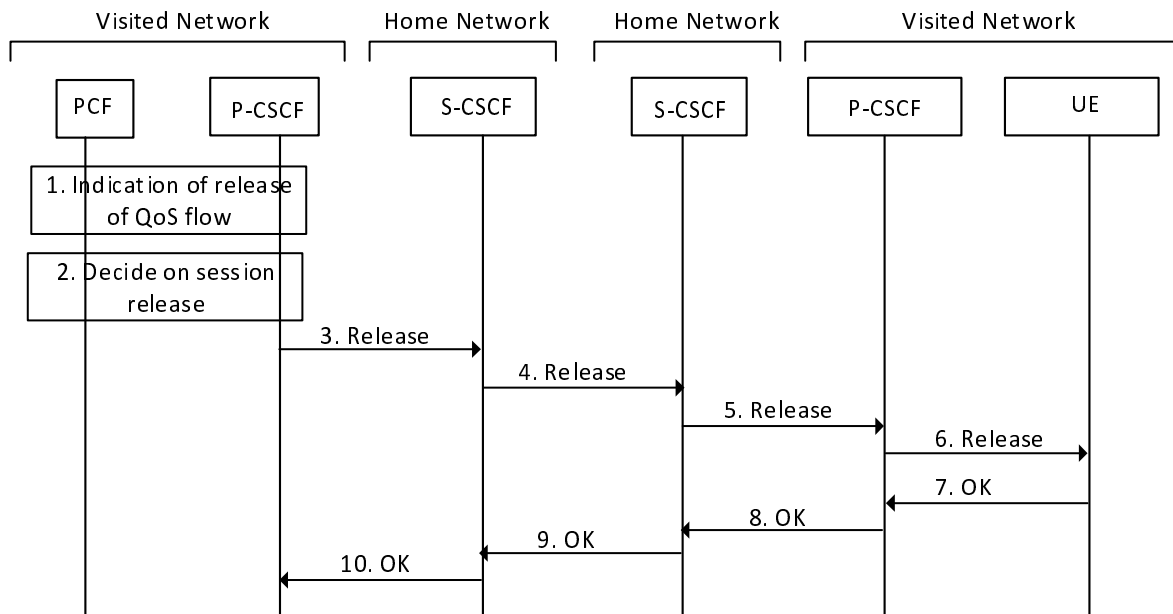 Visited Network
Home Network
Home Network
Visited Network
PCF
P-CSCF
S-CSCF
S-CSCF
P-CSCF
UE
1. Indication of release
of QoS flow
2. Decide on session
release
3. Release
4. Release
5. Release
6. Release
7. OK
8. OK
9. OK
10. OK